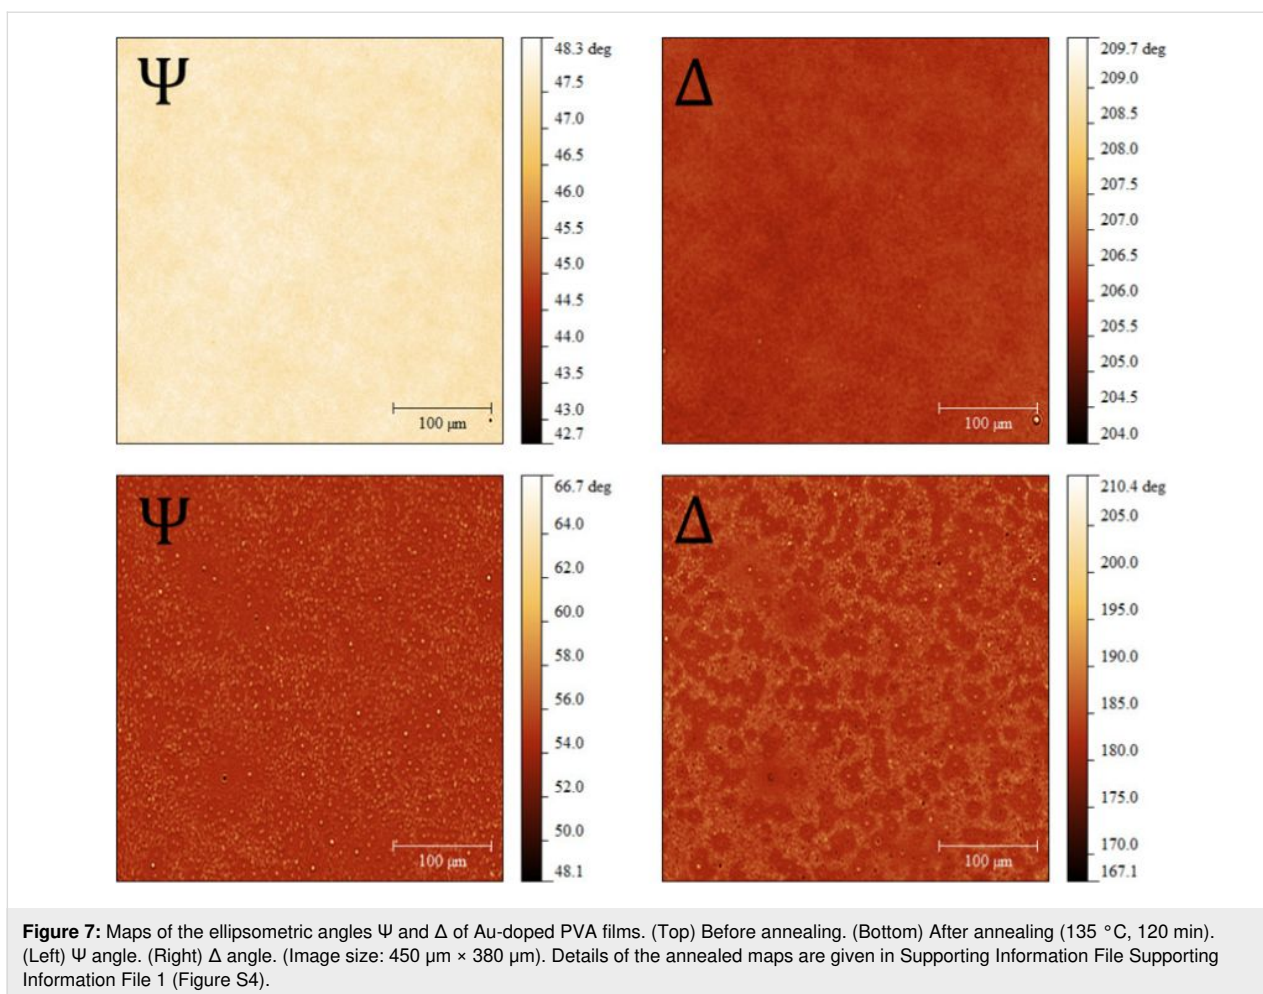 Ψ
48.3 deg
47.5
47.0
46.5
46.0
45.5
45.0
44.5
44.0
43.5
43.0
42.7
100 μm
Δ
209.7 deg
209.0
208.5
208.0
207.5
207.0
206.5
206.0
205.5
205.0
204.5
204.0
100 μm
Ψ
66.7 deg
64.0
62.0
60.0
58.0
56.0
54.0
52.0
50.0
48.1
100 μm
Δ
210.4 deg
205.0
200.0
195.0
190.0
185.0
180.0
175.0
170.0
167.1
100 μm
Figure 7: Maps of the ellipsometric angles Ψ and Δ of Au-doped PVA films. (Top) Before annealing. (Bottom) After annealing (135 °C, 120 min).
(Left) Ψ angle. (Right) Δ angle. (Image size: 450 μm × 380 μm). Details of the annealed maps are given in Supporting Information File Supporting
Information File 1 (Figure S4).